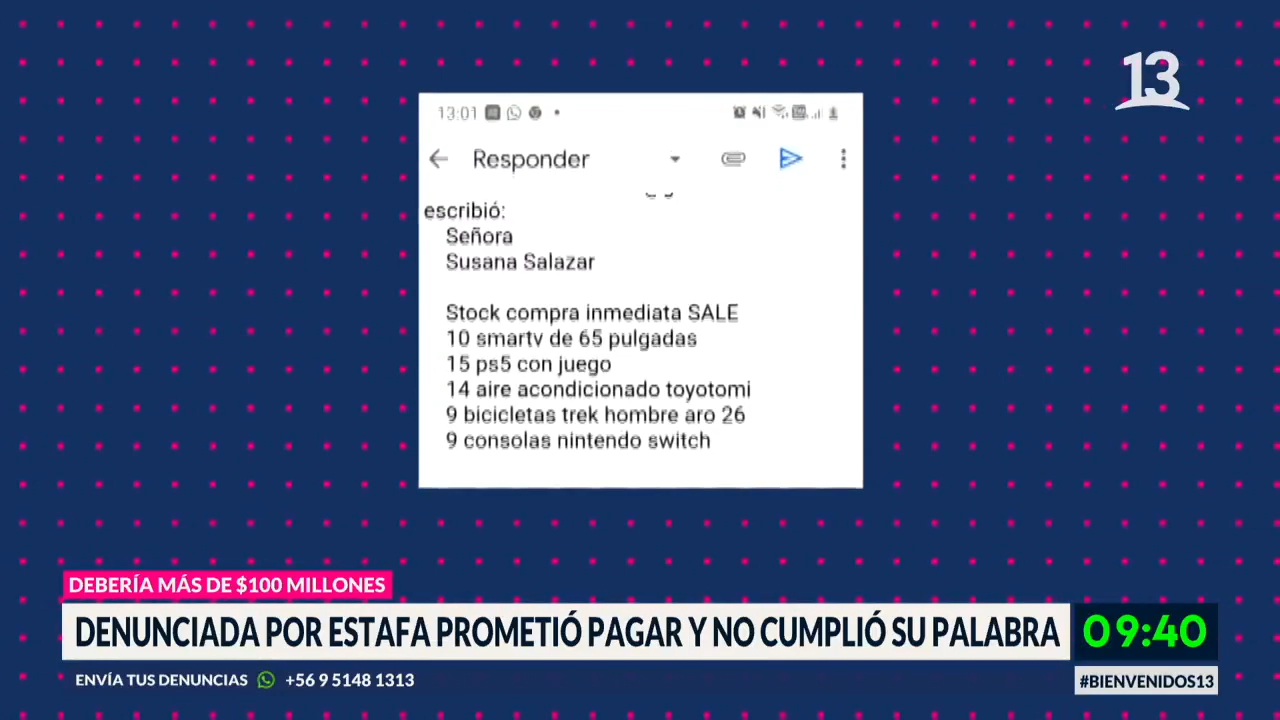 13
13:01
Responder
escribió:
Señora
Susana Salazar
Stock compra inmediata SALE
10 smartv de 65 pulgadas
15 ps5 con juego
14 aire acondicionado toyotomi
9 bicicletas trek hombre aro 26
9 consolas nintendo switch
DEBERÍA MÁS DE $100 MILLONES
DENUNCIADA POR ESTAFA PROMETIÓ PAGAR Y NO CUMPLIÓ SU PALABRA
09:40
ENVÍA TUS DENUNCIAS +56 9 5148 1313
#BIENVENIDOS13